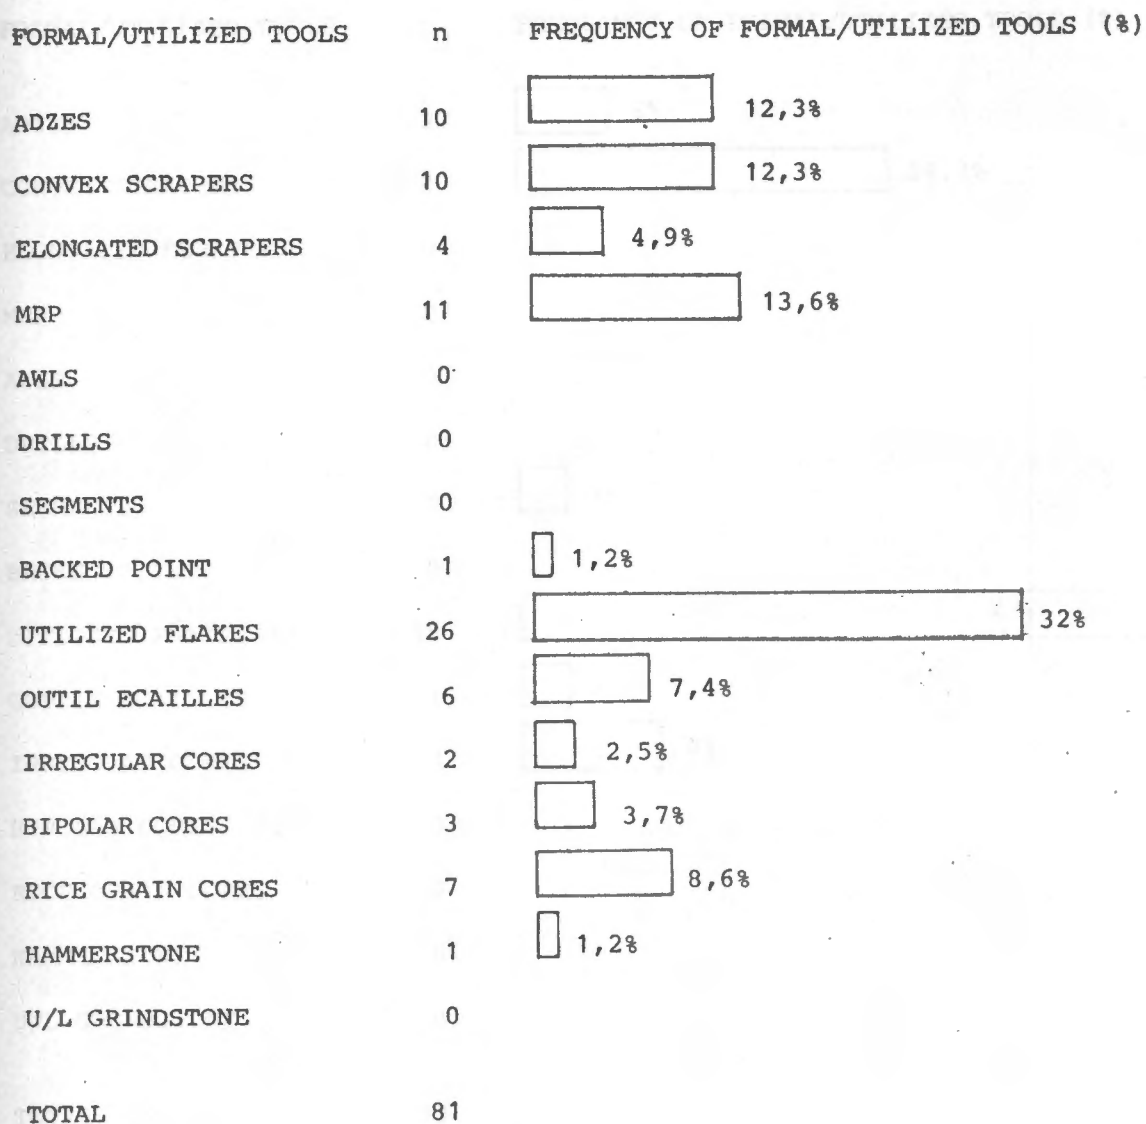 FORMAL/UTILIZED TOOLS n FREQUENCY OF FORMAL/UTILIZED TOOLS (%)
ADZES 10 12,3%
CONVEX SCRAPERS 10 12,3%
ELONGATED SCRAPERS 4 4,9%
MRP 11 13,6%
AWLS 0
DRILLS 0
SEGMENTS 0
BACKED POINT 1 1,2%
UTILIZED FLAKES 26 32%
OUTIL ECAILLES 6 7,4%
IRREGULAR CORES 2 2,5%
BIPOLAR CORES 3 3,7%
RICE GRAIN CORES 7 8,6%
HAMMERSTONE 1 1,2%
U/L GRINDSTONE 0
TOTAL 81